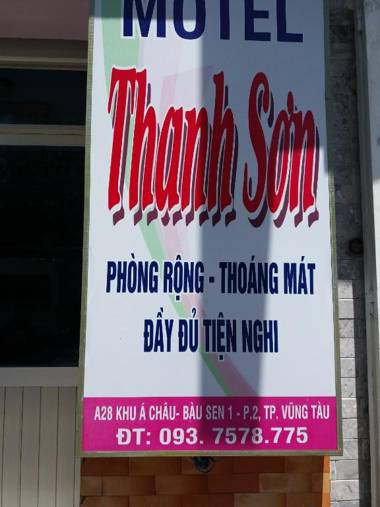 MOTEL
Thanh Sơn
PHÒNG RỘNG - THOÁNG MÁT
ĐẦY ĐỦ TIỆN NGHI
A28 KHU Á CHÂU- BÀU SEN 1 - P.2, TP. VŨNG TÀU
ĐT: 093. 7578.775